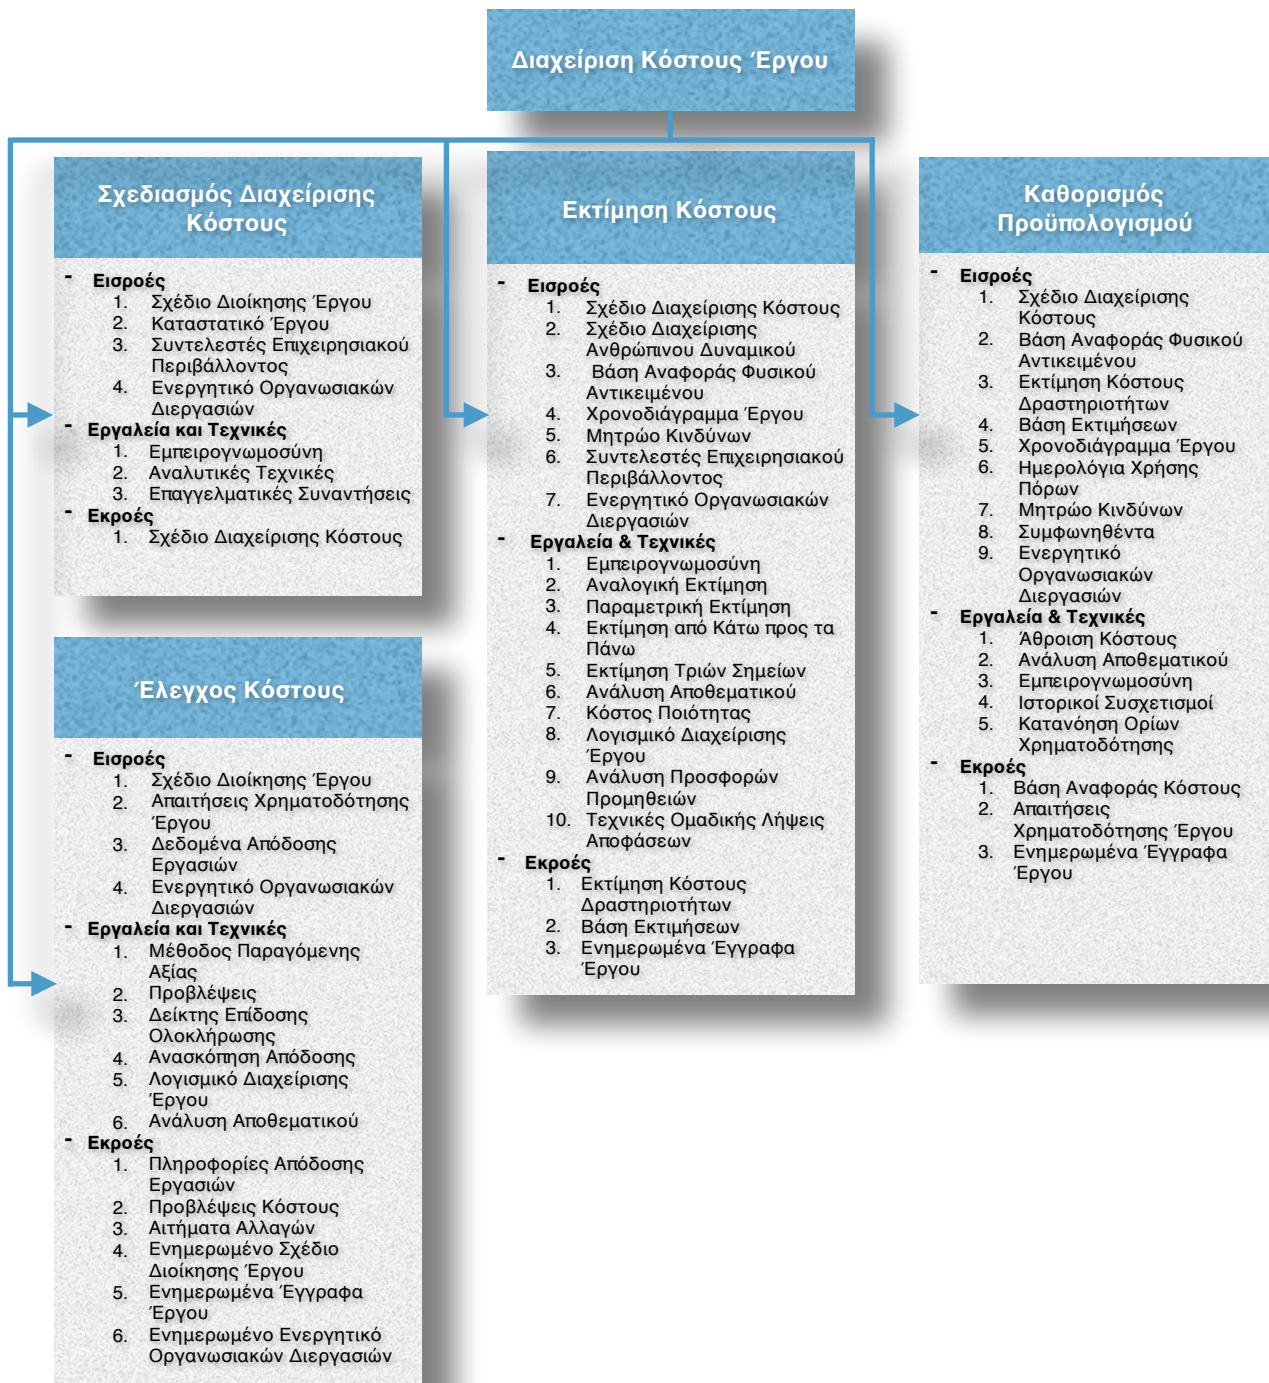 Διαχείριση Κόστους Έργου
Σχεδιασμός Διαχείρισης
Κόστους
- Εισροές
1. Σχέδιο Διοίκησης Έργου
2. Καταστατικό Έργου
3. Συντελεστές Επιχειρησιακού
Περιβάλλοντος
4. Ενεργητικό Οργανωσιακών
Διεργασιών
- Εργαλεία και Τεχνικές
1. Εμπειρογνωμοσύνη
2. Αναλυτικές Τεχνικές
3. Επαγγελματικές Συναντήσεις
- Εκροές
1. Σχέδιο Διαχείρισης Κόστους
Έλεγχος Κόστους
- Εισροές
1. Σχέδιο Διοίκησης Έργου
2. Απαιτήσεις Χρηματοδότησης
Έργου
3. Δεδομένα Απόδοσης
Εργασιών
4. Ενεργητικό Οργανωσιακών
Διεργασιών
- Εργαλεία και Τεχνικές
1. Μέθοδος Παραγόμενης
Αξίας
2. Προβλέψεις
3. Δείκτης Επίδοσης
Ολοκλήρωσης
4. Ανασκόπηση Απόδοσης
5. Λογισμικό Διαχείρισης
Έργου
6. Ανάλυση Αποθεματικού
- Εκροές
1. Πληροφορίες Απόδοσης
Εργασιών
2. Προβλέψεις Κόστους
3. Αιτήματα Αλλαγών
4. Ενημερωμένο Σχέδιο
Διοίκησης Έργου
5. Ενημερωμένα Έγγραφα
Έργου
6. Ενημερωμένο Ενεργητικό
Οργανωσιακών Διεργασιών
Εκτίμηση Κόστους
- Εισροές
1. Σχέδιο Διαχείρισης Κόστους
2. Σχέδιο Διαχείρισης
Ανθρώπινου Δυναμικού
3. Βάση Αναφοράς Φυσικού
Αντικειμένου
4. Χρονοδιάγραμμα Έργου
5. Μητρώο Κινδύνων
6. Συντελεστές Επιχειρησιακού
Περιβάλλοντος
7. Ενεργητικό Οργανωσιακών
Διεργασιών
- Εργαλεία & Τεχνικές
1. Εμπειρογνωμοσύνη
2. Αναλογική Εκτίμηση
3. Παραμετρική Εκτίμηση
4. Εκτίμηση από Κάτω προς τα
Πάνω
5. Εκτίμηση Τριών Σημείων
6. Ανάλυση Αποθεματικού
7. Κόστος Ποιότητας
8. Λογισμικό Διαχείρισης
Έργου
9. Ανάλυση Προσφορών
Προμηθειών
10. Τεχνικές Ομαδικής Λήψεις
Αποφάσεων
- Εκροές
1. Εκτίμηση Κόστους
Δραστηριοτήτων
2. Βάση Εκτιμήσεων
3. Ενημερωμένα Έγγραφα
Έργου
Καθορισμός
Προϋπολογισμού
- Εισροές
1. Σχέδιο Διαχείρισης
Κόστους
2. Βάση Αναφοράς Φυσικού
Αντικειμένου
3. Εκτίμηση Κόστους
Δραστηριοτήτων
4. Βάση Εκτιμήσεων
5. Χρονοδιάγραμμα Έργου
6. Ημερολόγια Χρήσης
Πόρων
7. Μητρώο Κινδύνων
8. Συμφωνηθέντα
9. Ενεργητικό
Οργανωσιακών
Διεργασιών
- Εργαλεία & Τεχνικές
1. Άθροιση Κόστους
2. Ανάλυση Αποθεματικού
3. Εμπειρογνωμοσύνη
4. Ιστορικοί Συσχετισμοί
5. Κατανόηση Ορίων
Χρηματοδότησης
- Εκροές
1. Βάση Αναφοράς Κόστους
2. Απαιτήσεις
Χρηματοδότησης Έργου
3. Ενημερωμένα Έγγραφα
Έργου